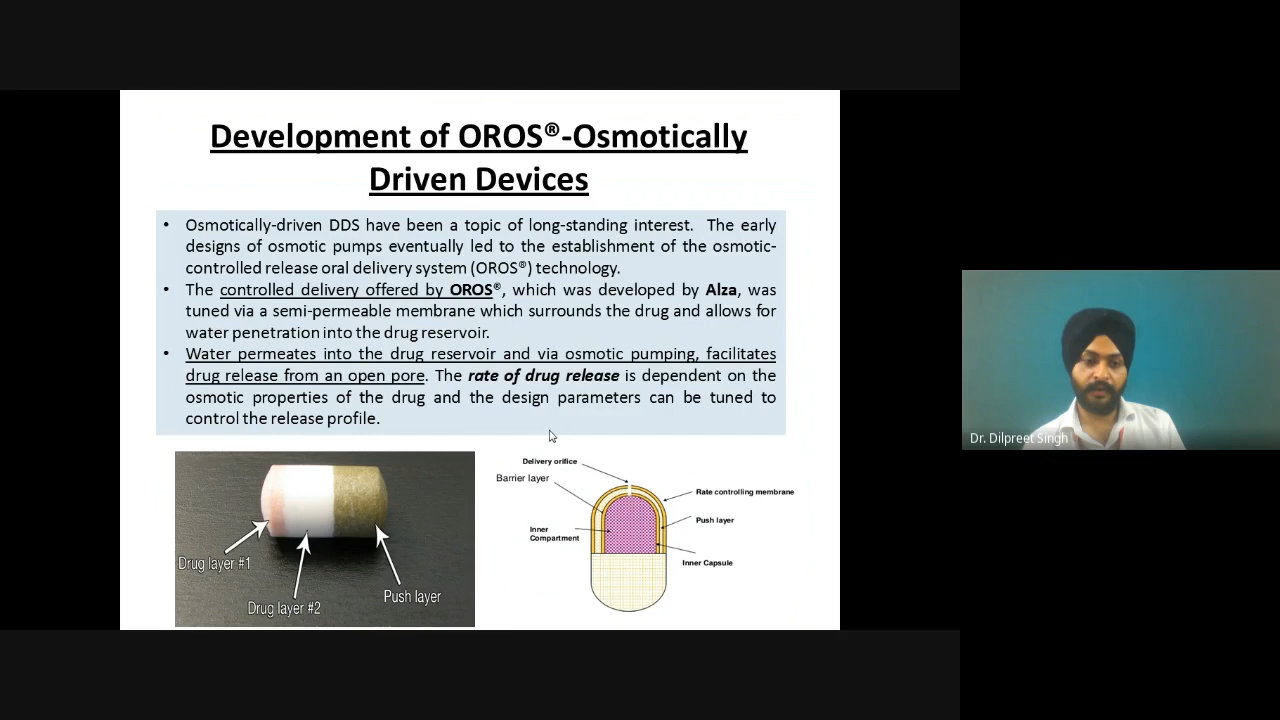 Development of OROS®-Osmotically
Driven Devices
• Osmotically-driven DDS have been a topic of long-standing interest. The early
designs of osmotic pumps eventually led to the establishment of the osmotic-
controlled release oral delivery system (OROS®) technology.
• The controlled delivery offered by OROS®, which was developed by Alza, was
tuned via a semi-permeable membrane which surrounds the drug and allows for
water penetration into the drug reservoir.
• Water permeates into the drug reservoir and via osmotic pumping, facilitates
drug release from an open pore. The rate of drug release is dependent on the
osmotic properties of the drug and the design parameters can be tuned to
control the release profile.
Drug layer #1
Drug layer #2
Push layer
Delivery orifice
Barrier layer
Rate controlling membrane
Push layer
Inner
Compartment
Inner Capsule
Dr. Dilpreet Singh